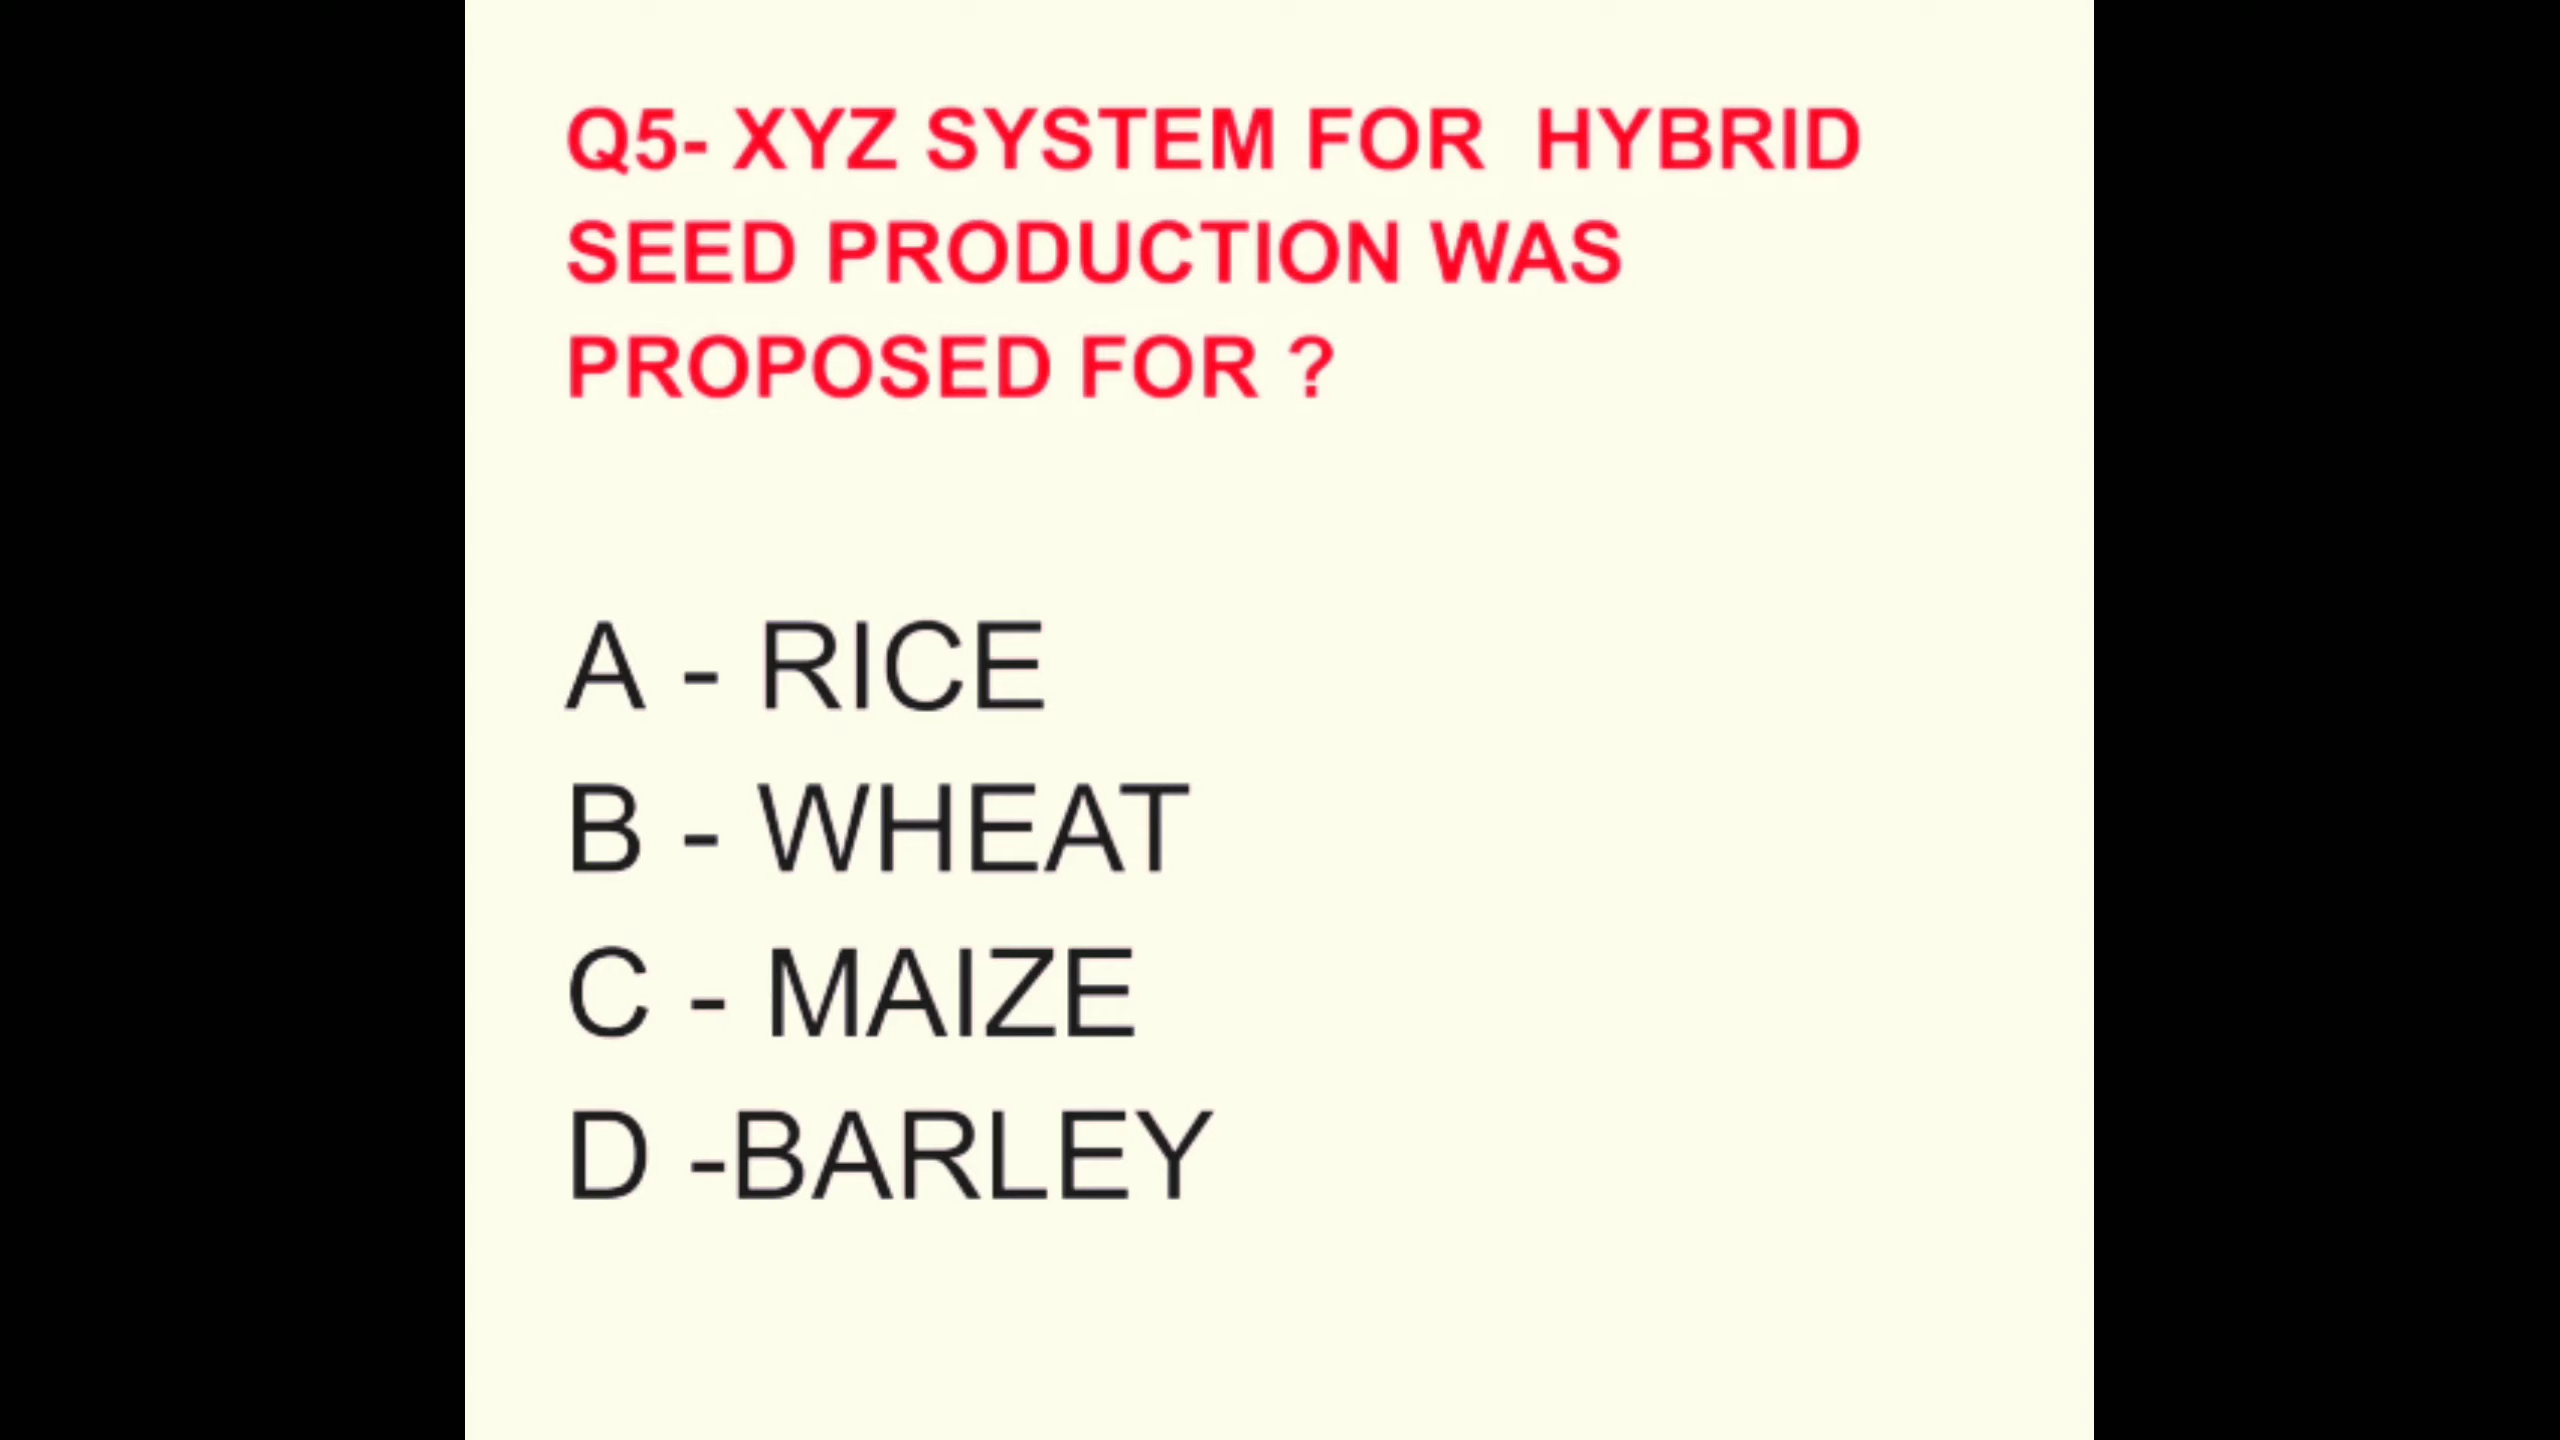 Q5- XYZ SYSTEM FOR  HYBRID
SEED PRODUCTION WAS
PROPOSED FOR ?
A - RICE
B - WHEAT
C - MAIZE
D -BARLEY